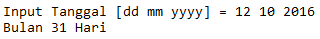 Input Tanggal [dd mm yyyy] = 12 10 2016
Bulan 31 Hari